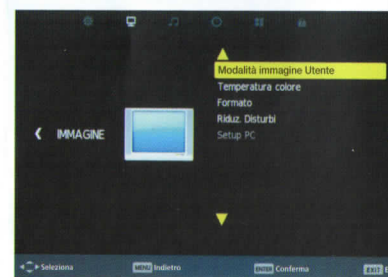 Modalità immagine Utente
Temperatura colore
Formato
Riduz. Disturbi
IMMAGINE
Setup PC
Seleziona
MENU Indietro
ENTER Conferma
EXIT